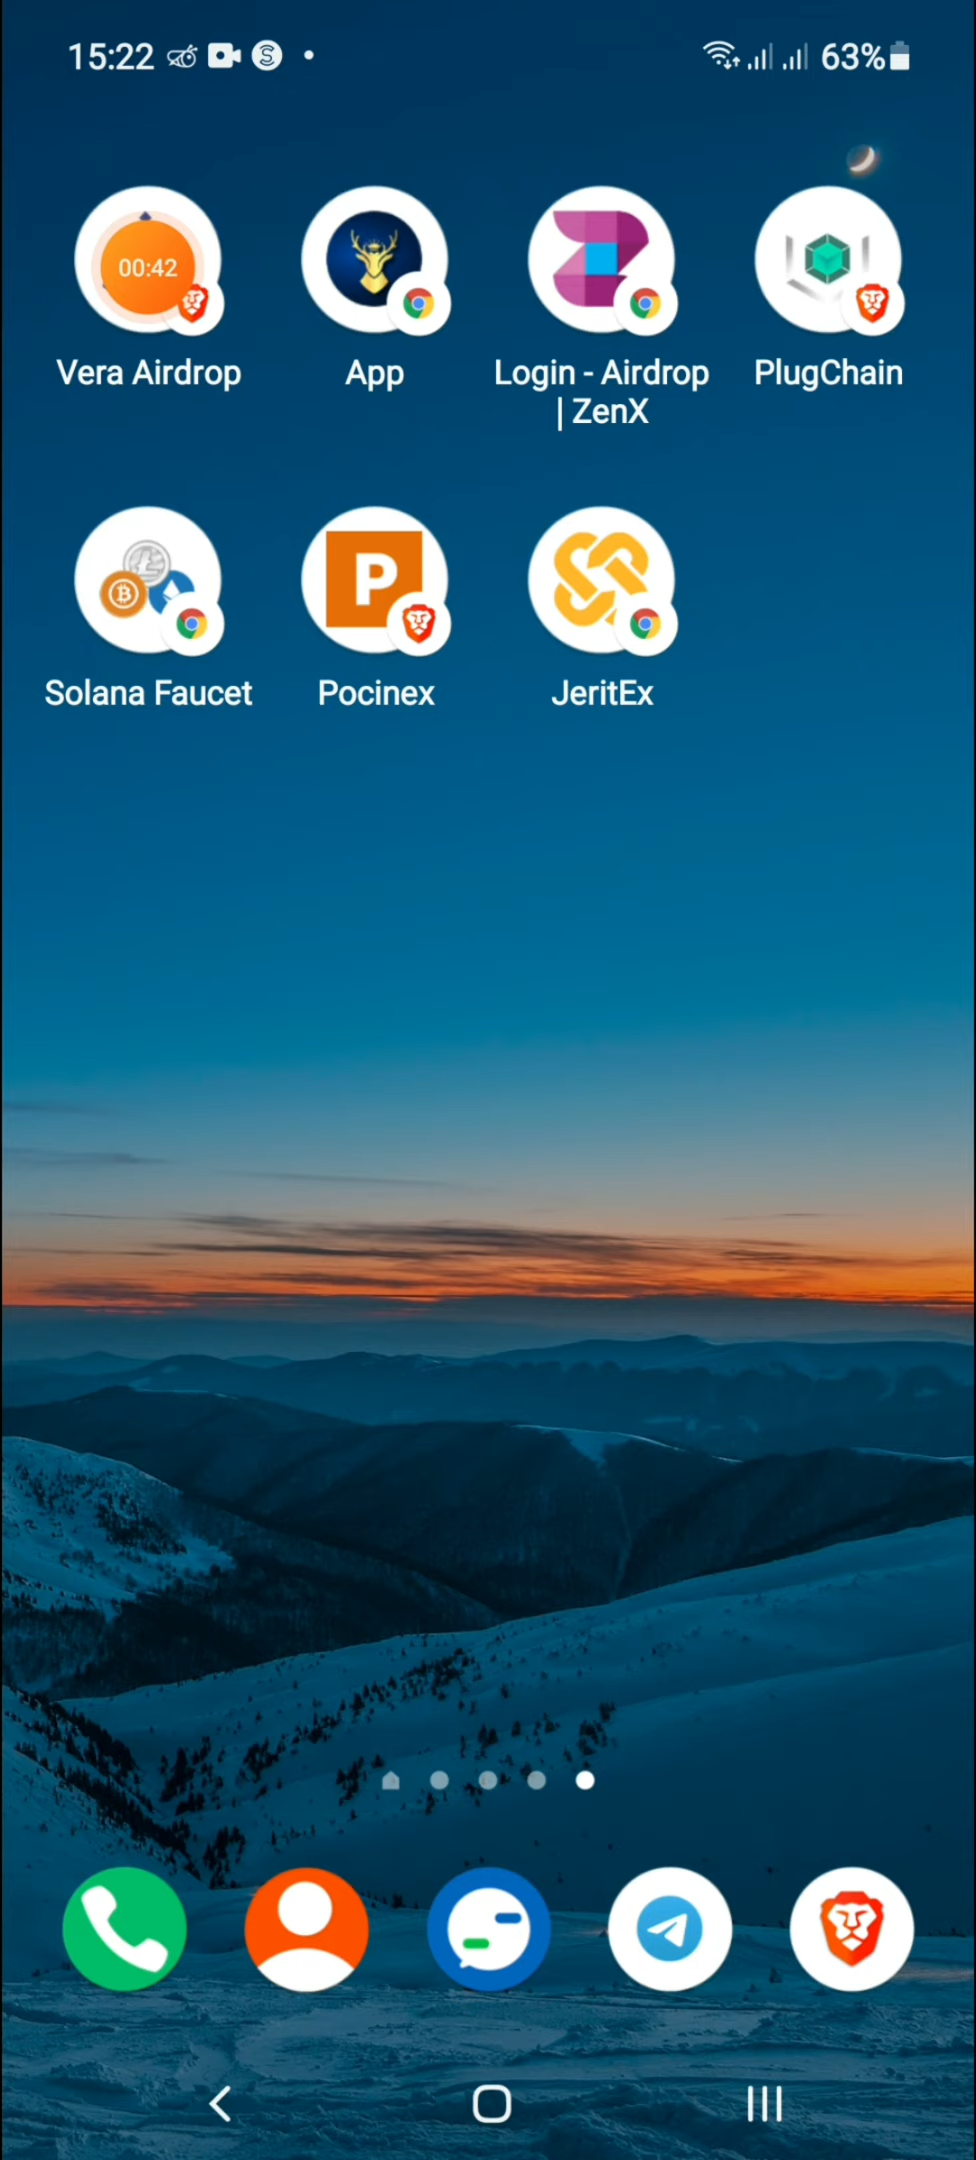 15:22
63%
00:42
Vera Airdrop
App
Login - Airdrop
| ZenX
PlugChain
P
Solana Faucet
Pocinex
JeritEx